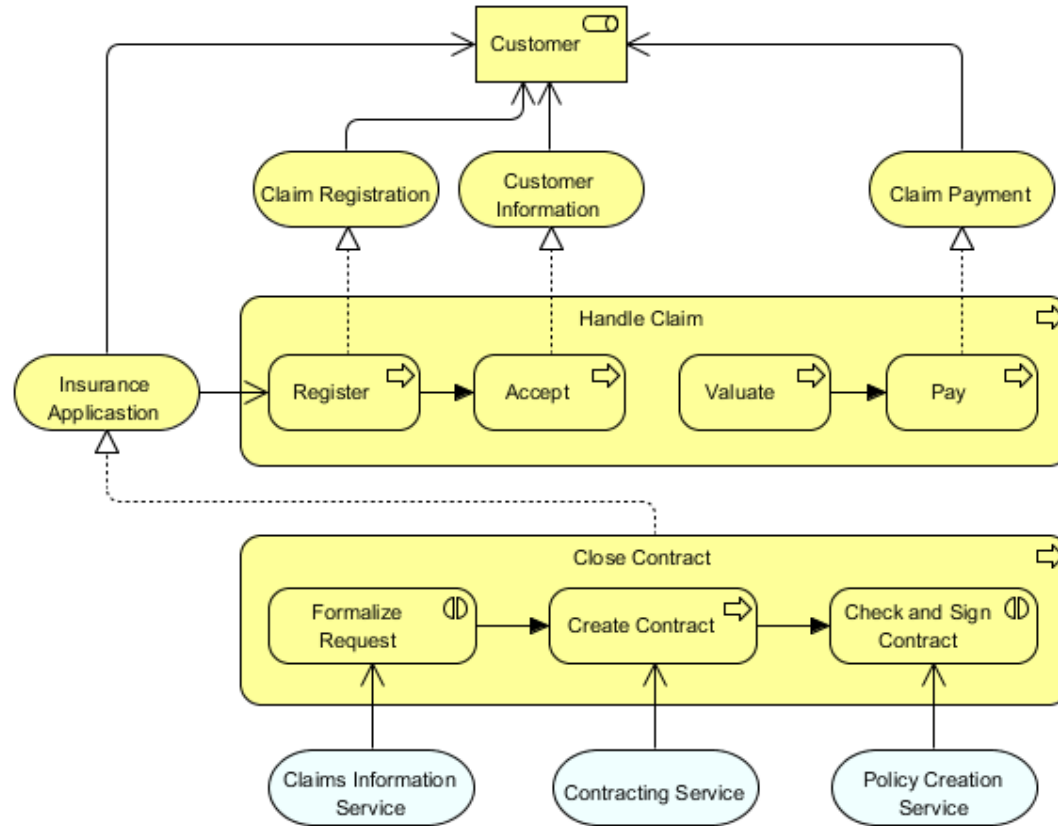 Customer
Claim Registration
Customer
Information
Claim Payment
Handle Claim
Insurance
Applicastion
Register
Accept
Valuate
Pay
Close Contract
Formalize
Request
Create Contract
Check and Sign
Contract
Claims Information
Service
Contracting Service
Policy Creation
Service